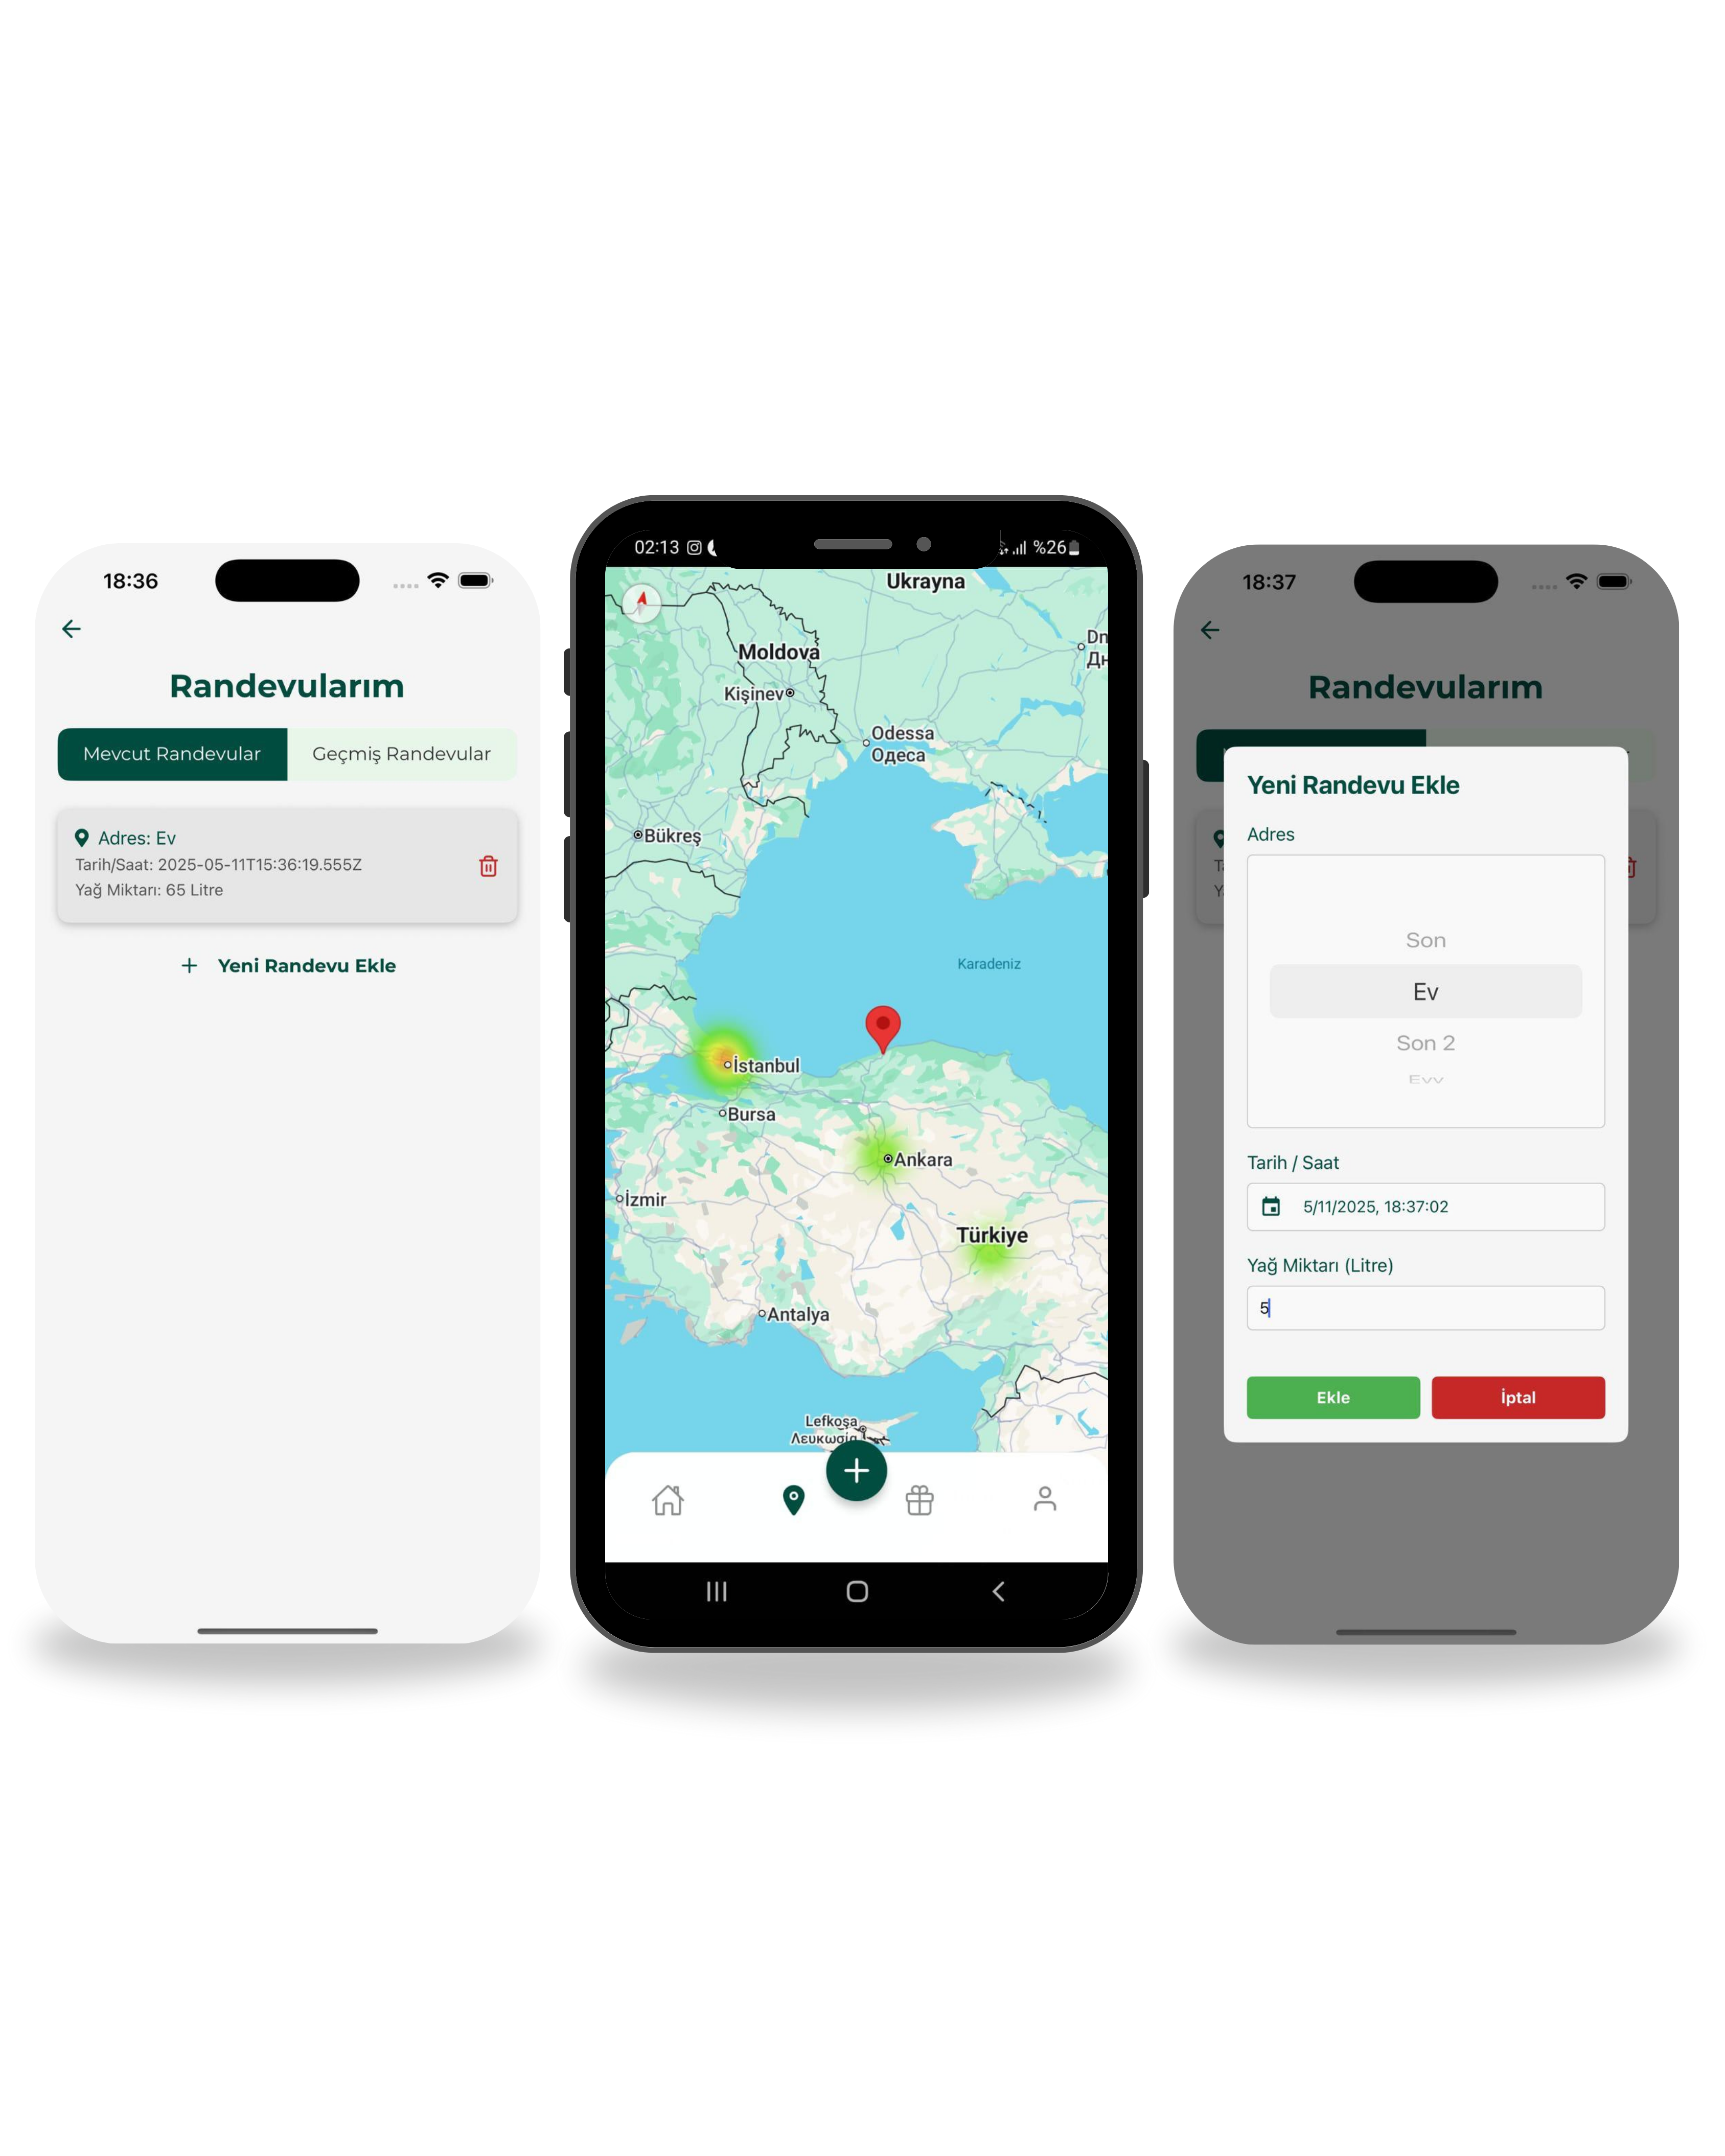 18:36
Randevularım
Mevcut Randevular
Geçmiş Randevular
Adres: Ev
Tarih/Saat: 2025-05-11T15:36:19.555Z
Yağ Miktarı: 65 Litre
+ Yeni Randevu Ekle
02:13
%26
Ukrayna
Moldova
Kişinev
Dn
Дн
Odessa
Одеса
Bükreş
Karadeniz
İstanbul
Bursa
Ankara
İzmir
Türkiye
Antalya
Lefkoşa
Λευκωσία
18:37
Randevularım
Yeni Randevu Ekle
Adres
Son
Ev
Son 2
Evv
Tarih / Saat
5/11/2025, 18:37:02
Yağ Miktarı (Litre)
5
Ekle
İptal